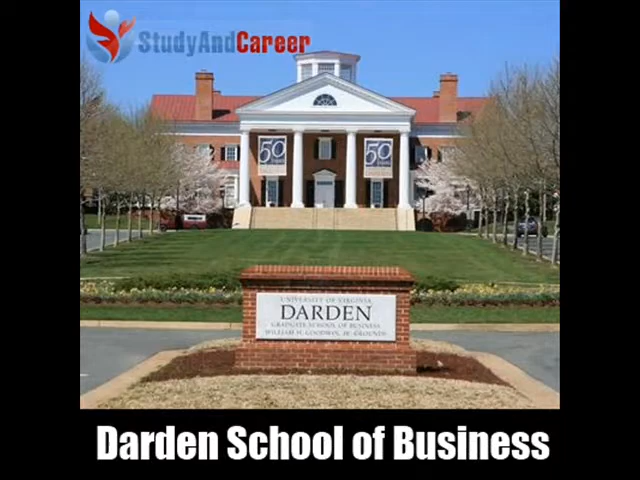 StudyAndCareer
50
50
UNIVERSITY OF VIRGINIA
DARDEN
GRADUATE SCHOOL OF BUSINESS
WILLIAM H. GOODWIN, JR. GROUNDS
Darden School of Business